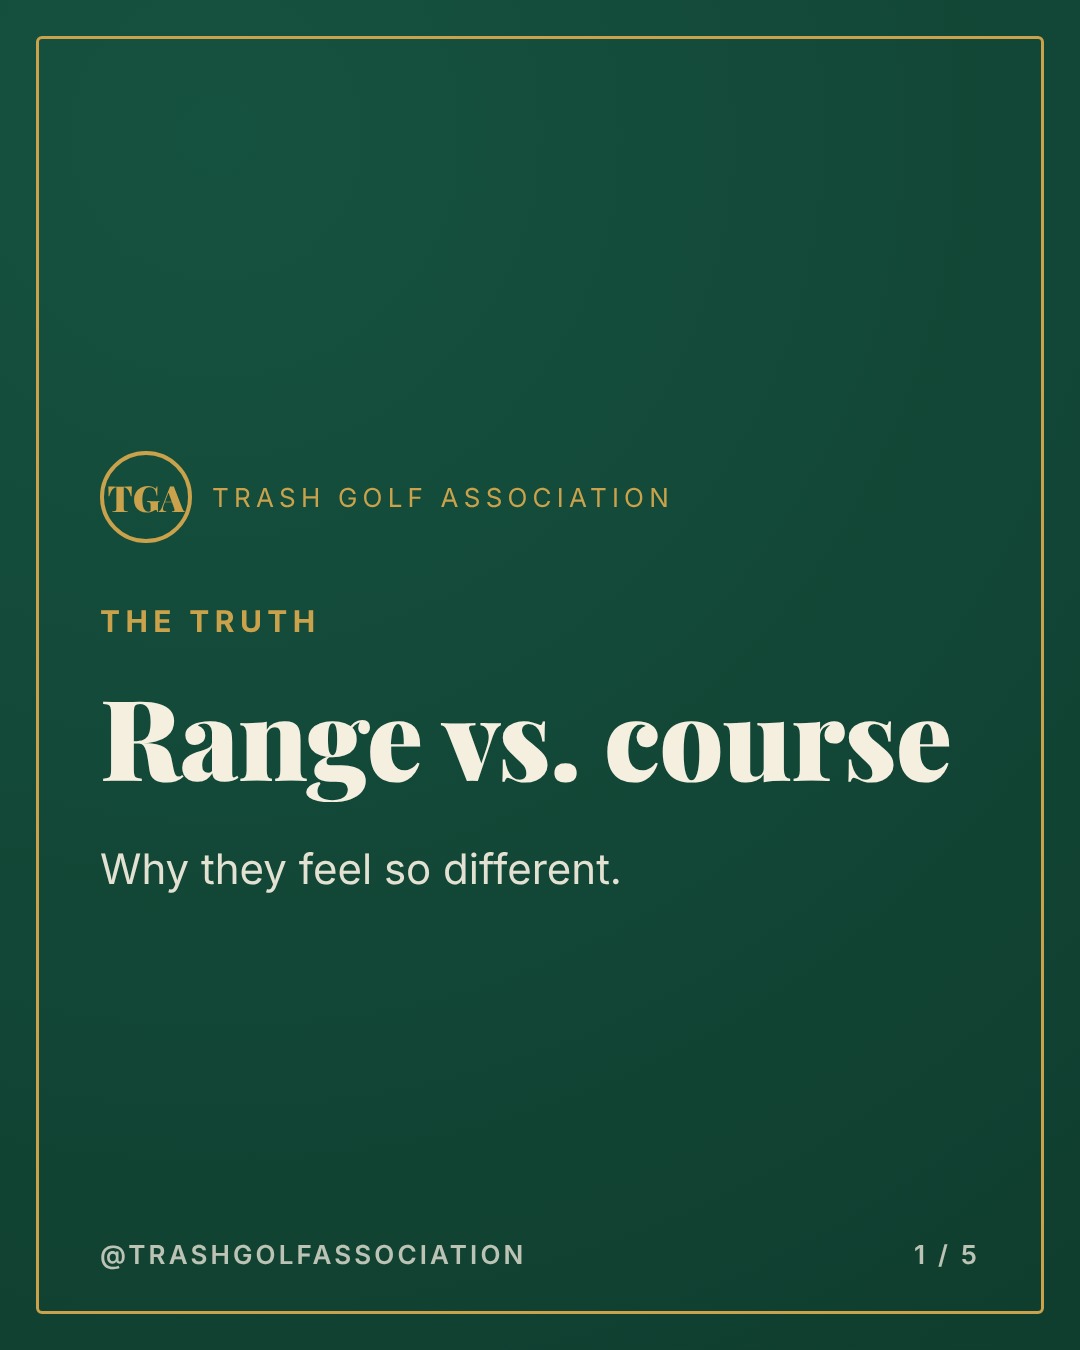 TGA TRASH GOLF ASSOCIATION
THE TRUTH
Range vs. course
Why they feel so different.
@TRASHGOLFASSOCIATION 1 / 5